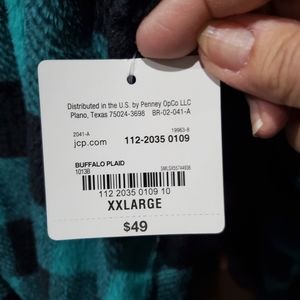 Distributed in the U.S. by Penney OpCo LLC
Plano, Texas 75024-3698 BR-02-041-A
2041-A 19963-8
jcp.com 112-2035 0109
BUFFALO PLAID
1013B
112 2035 0109 10
XXLARGE
$49